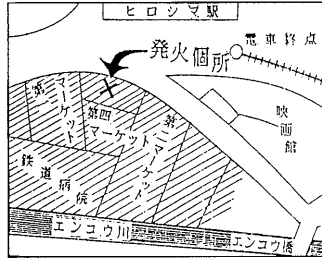 ヒロシマ駅
電車終点
発火個所
映画館
第一マーケット
第四マーケット
第二マーケット
鉄道病院
エンコウ川
エンコウ橋